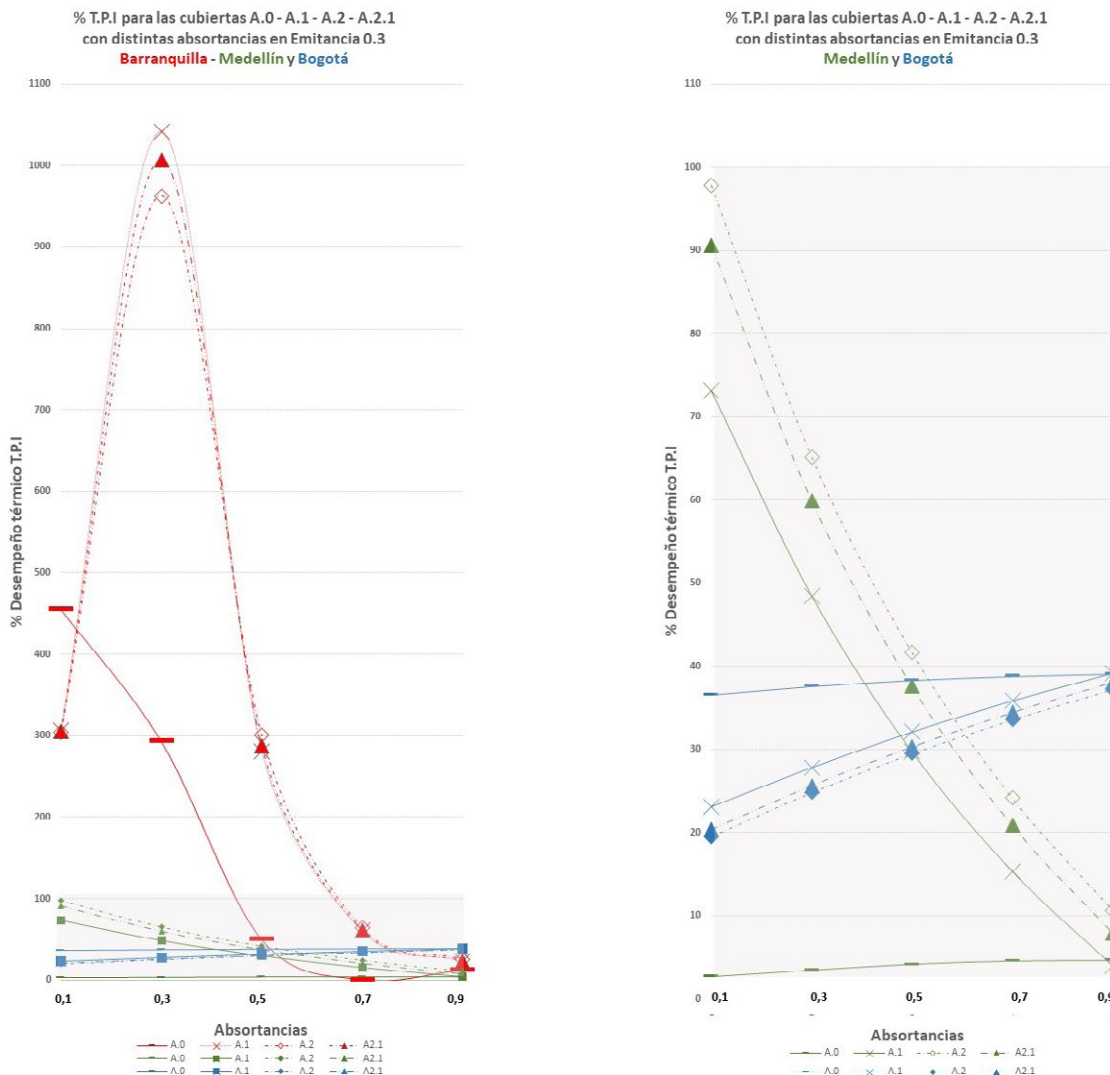 % T.P.I para las cubiertas A.0 - A.1 - A.2 - A.2.1
con distintas absortancias en Emitancia 0.3
Barranquilla - Medellín y Bogotá
% Desempeño térmico T.P.I
1100
1000
900
800
700
600
500
400
300
200
100
0
0,1 0,3 0,5 0,7 0,9
Absortancias
A.0 A.1 A.2 A2.1
A.0 A.1 A.2 A2.1
A.0 A.1 A.2 A2.1
% T.P.I para las cubiertas A.0 - A.1 - A.2 - A.2.1
con distintas absortancias en Emitancia 0.3
Medellín y Bogotá
% Desempeño térmico T.P.I
110
100
90
80
70
60
50
40
30
20
10
0
0,1 0,3 0,5 0,7 0,9
Absortancias
A.0 A.1 A.2 A2.1
A.0 A.1 A.2 A2.1